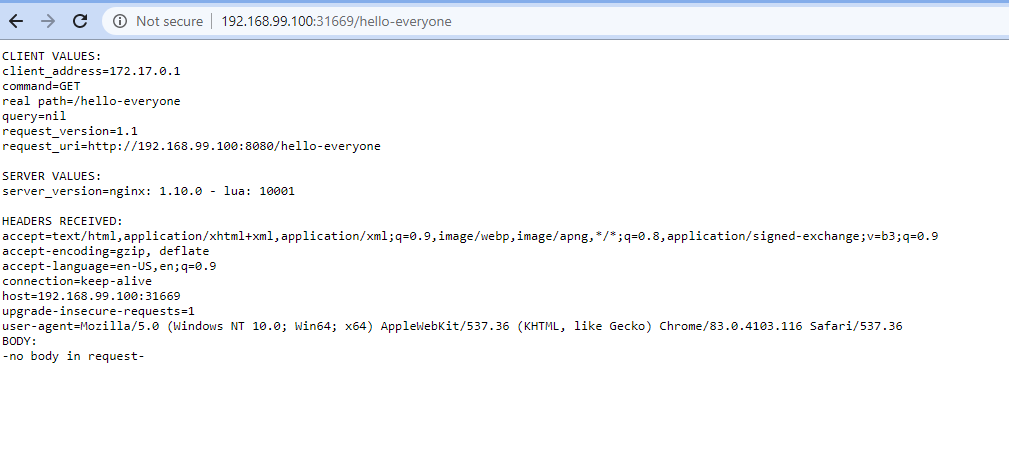 Not secure | 192.168.99.100:31669/hello-everyone
CLIENT VALUES:
client_address=172.17.0.1
command=GET
real path=/hello-everyone
query=nil
request_version=1.1
request_uri=http://192.168.99.100:8080/hello-everyone
SERVER VALUES:
server_version=nginx: 1.10.0 - lua: 10001
HEADERS RECEIVED:
accept=text/html,application/xhtml+xml,application/xml;q=0.9,image/webp,image/apng,*/*;q=0.8,application/signed-exchange;v=b3;q=0.9
accept-encoding=gzip, deflate
accept-language=en-US,en;q=0.9
connection=keep-alive
host=192.168.99.100:31669
upgrade-insecure-requests=1
user-agent=Mozilla/5.0 (Windows NT 10.0; Win64; x64) AppleWebKit/537.36 (KHTML, like Gecko) Chrome/83.0.4103.116 Safari/537.36
BODY:
-no body in request-